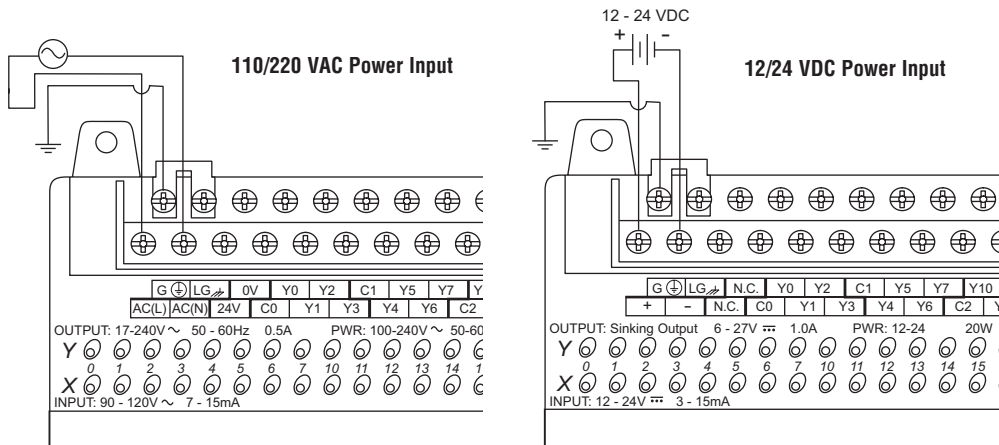 110/220 VAC Power Input
G LG 0V Y0 Y2 C1 Y5 Y7 Y
AC(L) AC(N) 24V C0 Y1 Y3 Y4 Y6 C2
OUTPUT: 17-240V ~ 50 - 60Hz 0.5A PWR: 100-240V ~ 50-60
Y
0 1 2 3 4 5 6 7 10 11 12 13 14 1
X
INPUT: 90 - 120V ~ 7 - 15mA
12 - 24 VDC
+ –
12/24 VDC Power Input
G LG N.C. Y0 Y2 C1 Y5 Y7 Y10
+ – N.C. C0 Y1 Y3 Y4 Y6 C2 Y
OUTPUT: Sinking Output 6 - 27V ⎓ 1.0A PWR: 12-24 20W
Y
0 1 2 3 4 5 6 7 10 11 12 13 14 15
X
INPUT: 12 - 24V ⎓ 3 - 15mA